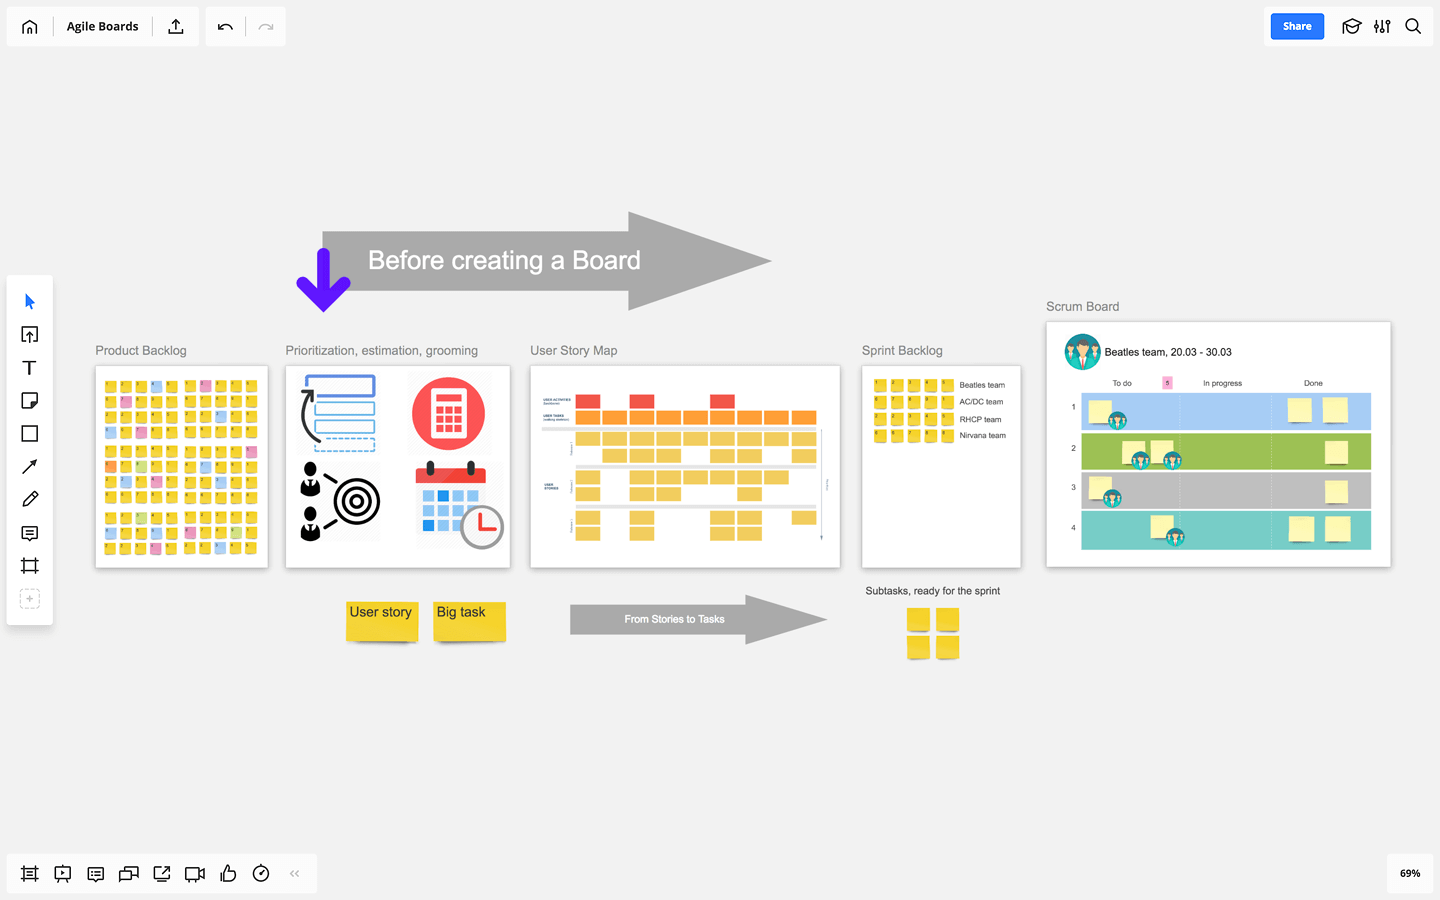 Agile Boards
Share
Before creating a Board
Scrum Board
Product Backlog
Prioritization, estimation, grooming
User Story Map
Sprint Backlog
Beatles team, 20.03 - 30.03
To do
5
In progress
Done
1
2
3
4
USER ACTIVITIES
USER TASKS
USER
STORIES
Beatles team
AC/DC team
RHCP team
Nirvana team
User story
Big task
From Stories to Tasks
Subtasks, ready for the sprint
69%